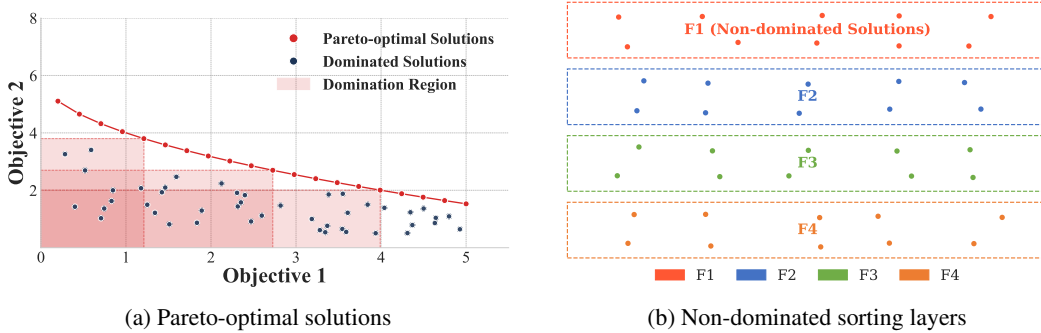 8
6
4
2
0
1
2
3
4
5
Objective 2
Objective 1
Pareto-optimal Solutions
Dominated Solutions
Domination Region
(a) Pareto-optimal solutions
F1 (Non-dominated Solutions)
F2
F3
F4
F1
F2
F3
F4
(b) Non-dominated sorting layers